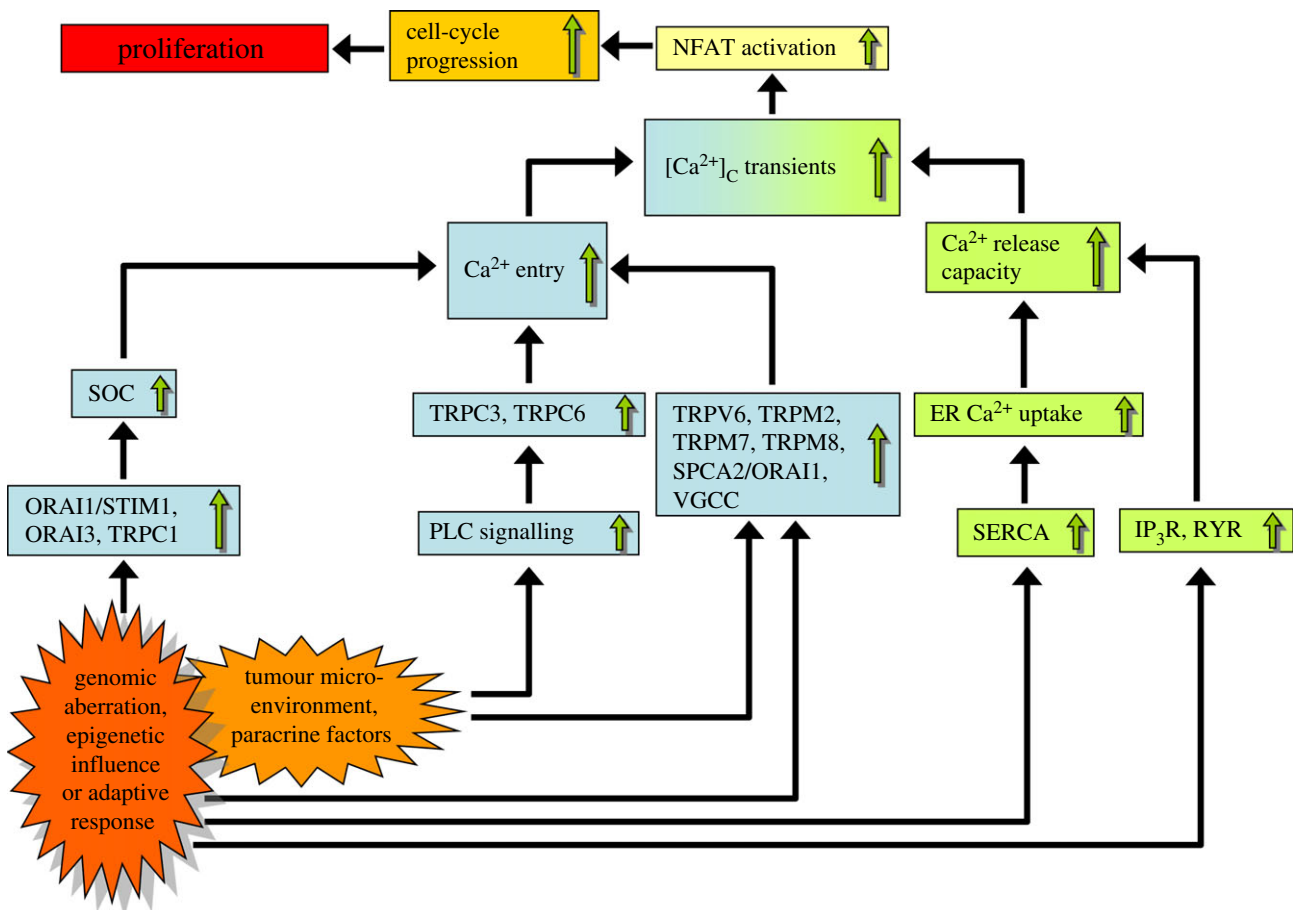 proliferation
cell-cycle
progression
NFAT activation
[Ca²⁺]C transients
Ca²⁺ entry
Ca²⁺ release
capacity
SOC
TRPC3, TRPC6
TRPV6, TRPM2,
TRPM7, TRPM8,
SPCA2/ORAI1,
VGCC
ER Ca²⁺ uptake
ORAI1/STIM1,
ORAI3, TRPC1
PLC signalling
SERCA
IP₃R, RYR
genomic
aberration,
epigenetic
influence
or adaptive
response
tumour micro-
environment,
paracrine factors